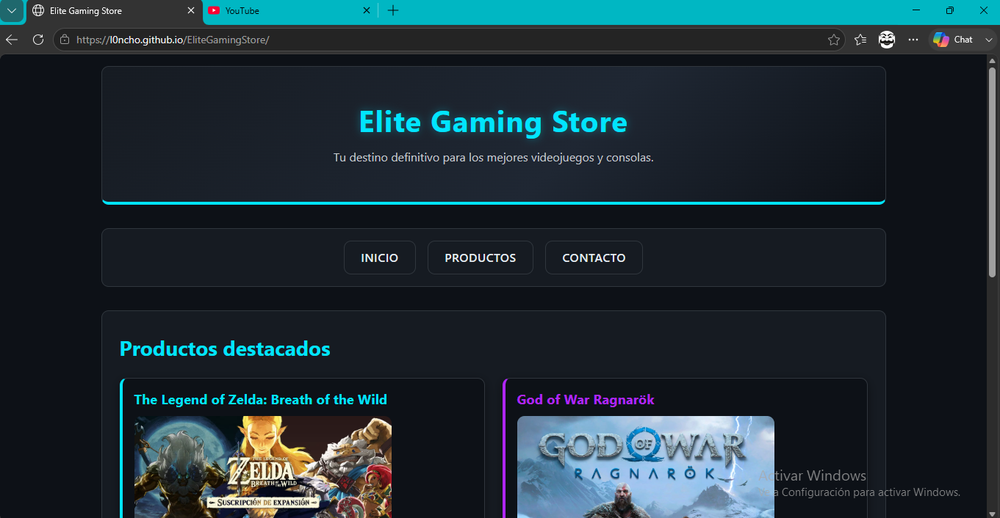 Elite Gaming Store
YouTube
https://l0ncho.github.io/EliteGamingStore/
Chat
Elite Gaming Store
Tu destino definitivo para los mejores videojuegos y consolas.
INICIO
PRODUCTOS
CONTACTO
Productos destacados
The Legend of Zelda: Breath of the Wild
God of War Ragnarök
THE LEGEND OF
ZELDA
BREATH OF THE WILD
SUSCRIPCIÓN DE EXPANSIÓN
GOD OF WAR
RAGNARÖK
Activar Windows
a Configuración para activar Windows.